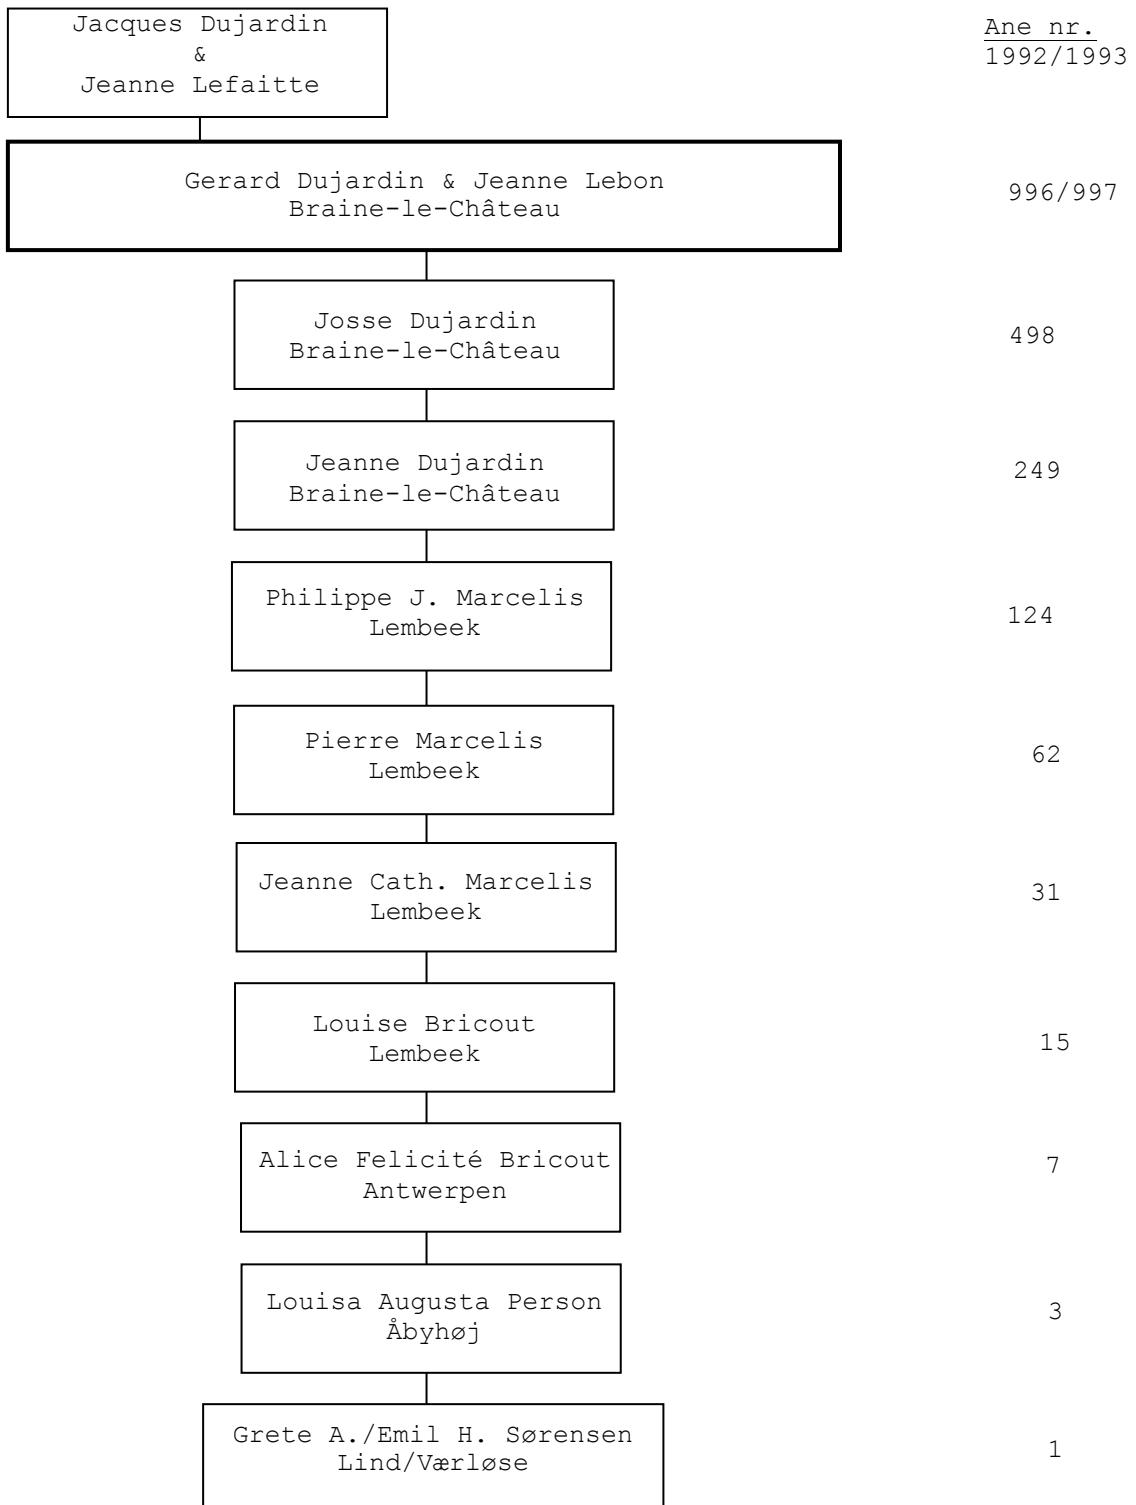 Jacques Dujardin
&
Jeanne Lefaitte
Ane nr.
1992/1993
Gerard Dujardin & Jeanne Lebon
Braine-le-Château
996/997
Josse Dujardin
Braine-le-Château
498
Jeanne Dujardin
Braine-le-Château
249
Philippe J. Marcelis
Lembeek
124
Pierre Marcelis
Lembeek
62
Jeanne Cath. Marcelis
Lembeek
31
Louise Bricout
Lembeek
15
Alice Felicité Bricout
Antwerpen
7
Louisa Augusta Person
Åbyhøj
3
Grete A./Emil H. Sørensen
Lind/Værløse
1